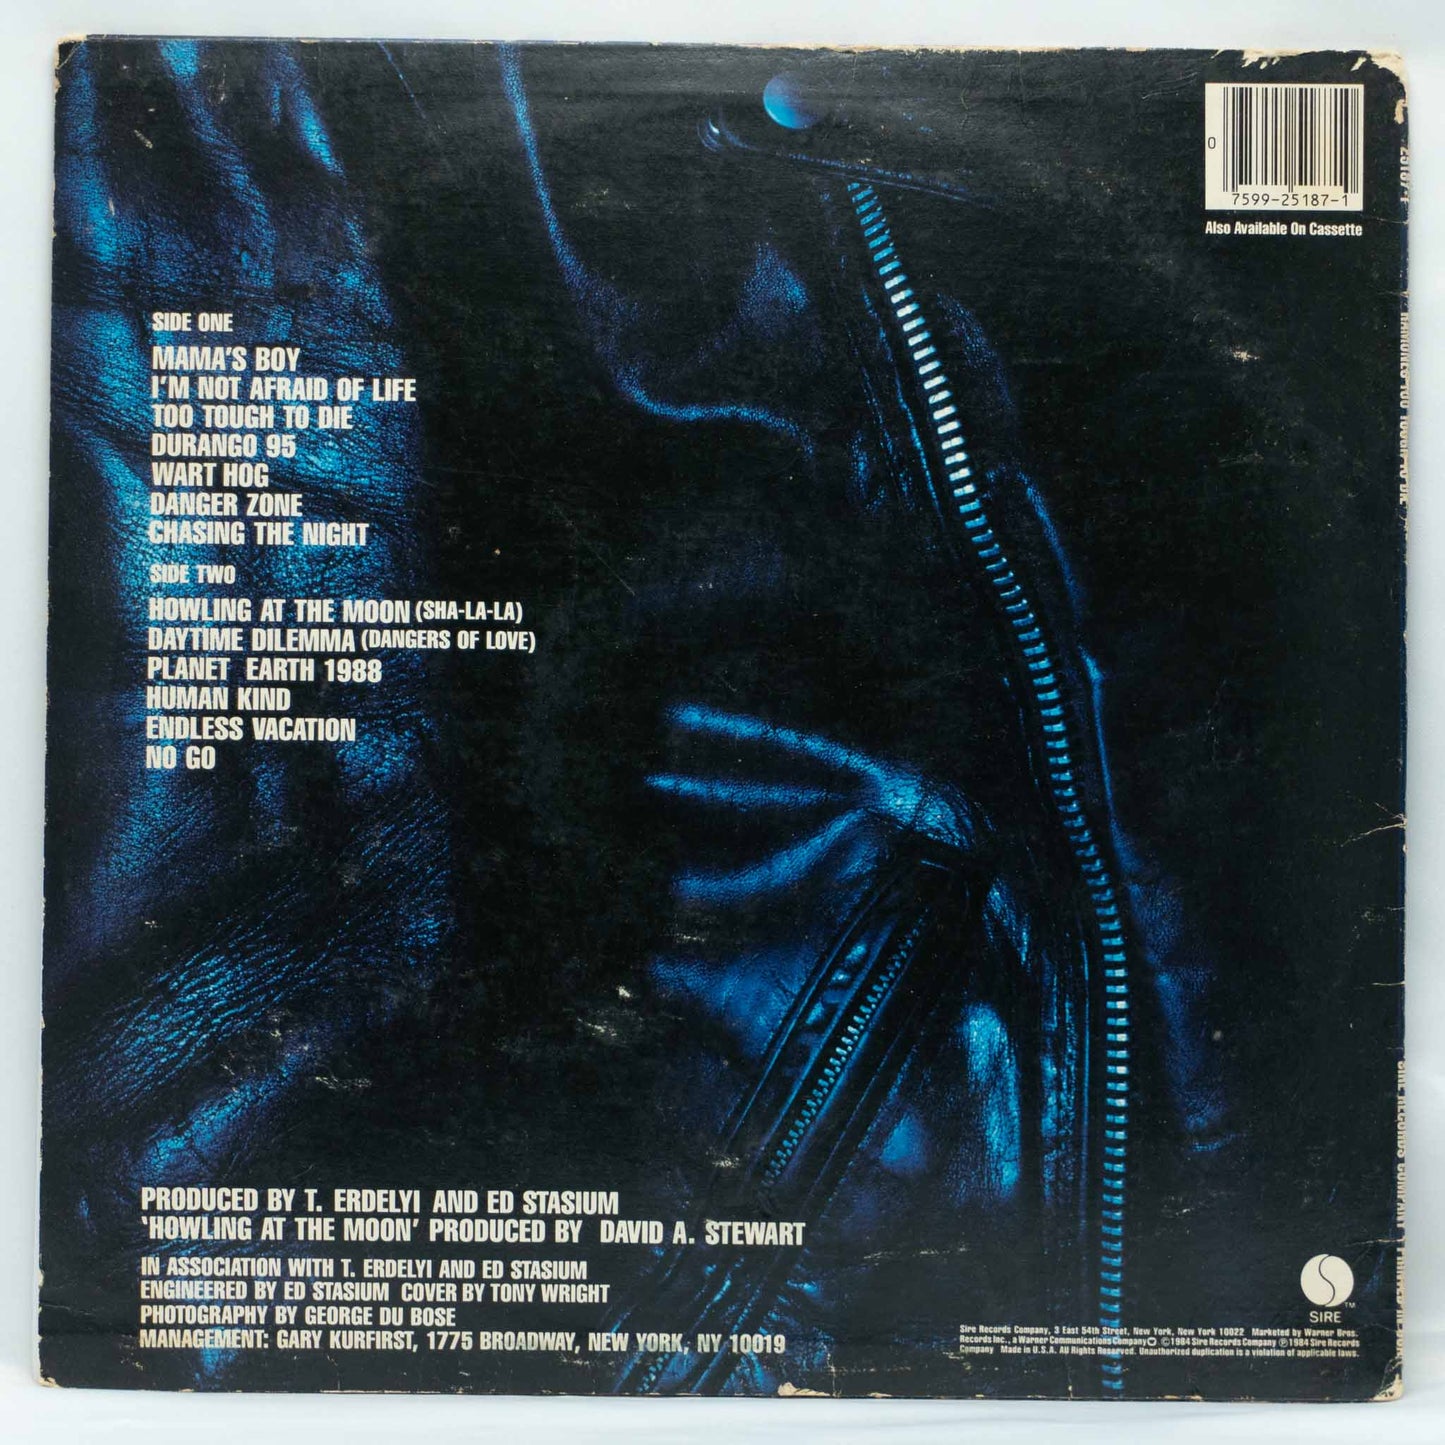 0
7599-25187-1
Also Available On Cassette
SIDE ONE
MAMA'S BOY
I'M NOT AFRAID OF LIFE
TOO TOUGH TO DIE
DURANGO 95
WART HOG
DANGER ZONE
CHASING THE NIGHT
SIDE TWO
HOWLING AT THE MOON (SHA-LA-LA)
DAYTIME DILEMMA (DANGERS OF LOVE)
PLANET EARTH 1988
HUMAN KIND
ENDLESS VACATION
NO GO
PRODUCED BY T. ERDELYI AND ED STASIUM
'HOWLING AT THE MOON' PRODUCED BY DAVID A. STEWART
IN ASSOCIATION WITH T. ERDELYI AND ED STASIUM
ENGINEERED BY ED STASIUM COVER BY TONY WRIGHT
PHOTOGRAPHY BY GEORGE DU BOSE
MANAGEMENT: GARY KURFIRST, 1775 BROADWAY, NEW YORK, NY 10019
S
TM
SIRE
Sire Records Company, 3 East 54th Street, New York, New York 10022 Marketed by Warner Bros.
Records Inc., a Warner Communications Company ©1984 Sire Records Company ℗1984 Sire Records
Company Made in U.S.A. All Rights Reserved. Unauthorized duplication is a violation of applicable laws.